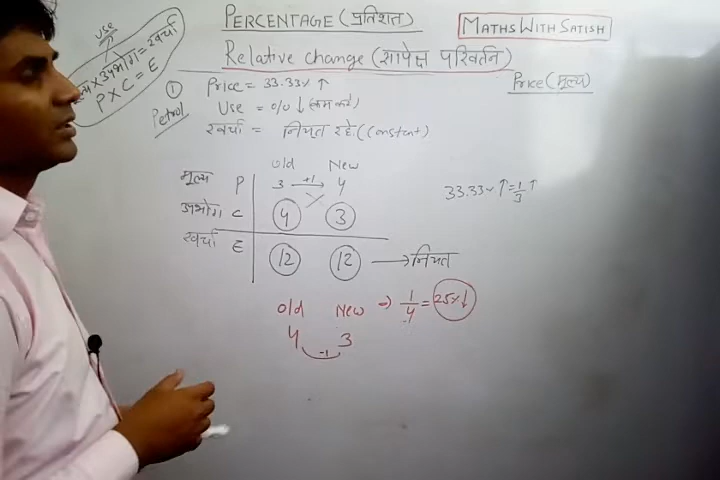 PERCENTAGE (प्रतिशत)
MATHS WITH SATISH
Relative change (सापेक्ष परिवर्तन)
Price (मूल्य)
USE
मूल्य × उपभोग = खर्चा
P × C = E
① Price = 33.33% ↑
Petrol
Use = % ↓ (कम करे)
खर्चा = नियत रहे (Constant)
Old New
मूल्य P 3 +1 4
उपभोग C 4 3
खर्चा E 12 12 → नियत
33.33% ↑ = 1/3 ↑
Old New ⇒ 1/4 = 25% ↓
4 -1 3